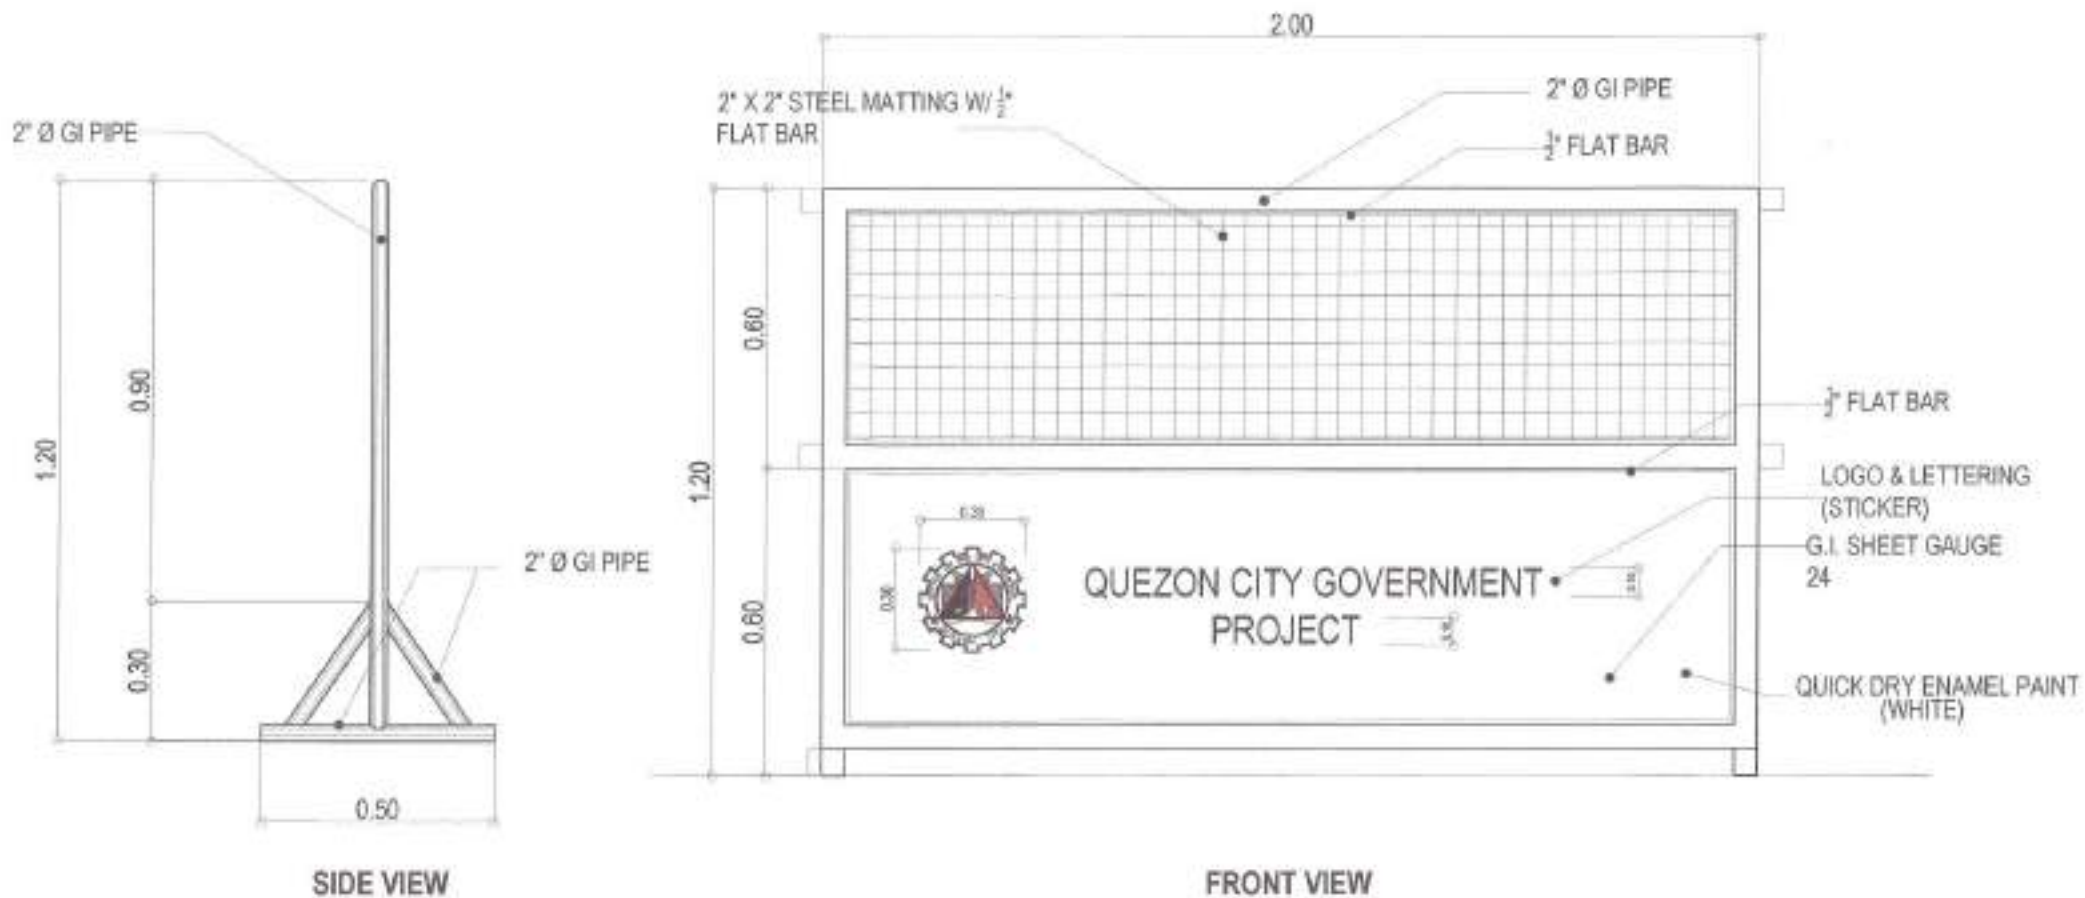 2" Ø GI PIPE
1.20
0.90
0.30
2" Ø GI PIPE
0.50
SIDE VIEW
2.00
2" X 2" STEEL MATTING W/ ½"
FLAT BAR
2" Ø GI PIPE
½" FLAT BAR
1.20
0.60
0.60
½" FLAT BAR
LOGO & LETTERING
(STICKER)
G.I. SHEET GAUGE
24
QUEZON CITY GOVERNMENT
PROJECT
QUICK DRY ENAMEL PAINT
(WHITE)
FRONT VIEW